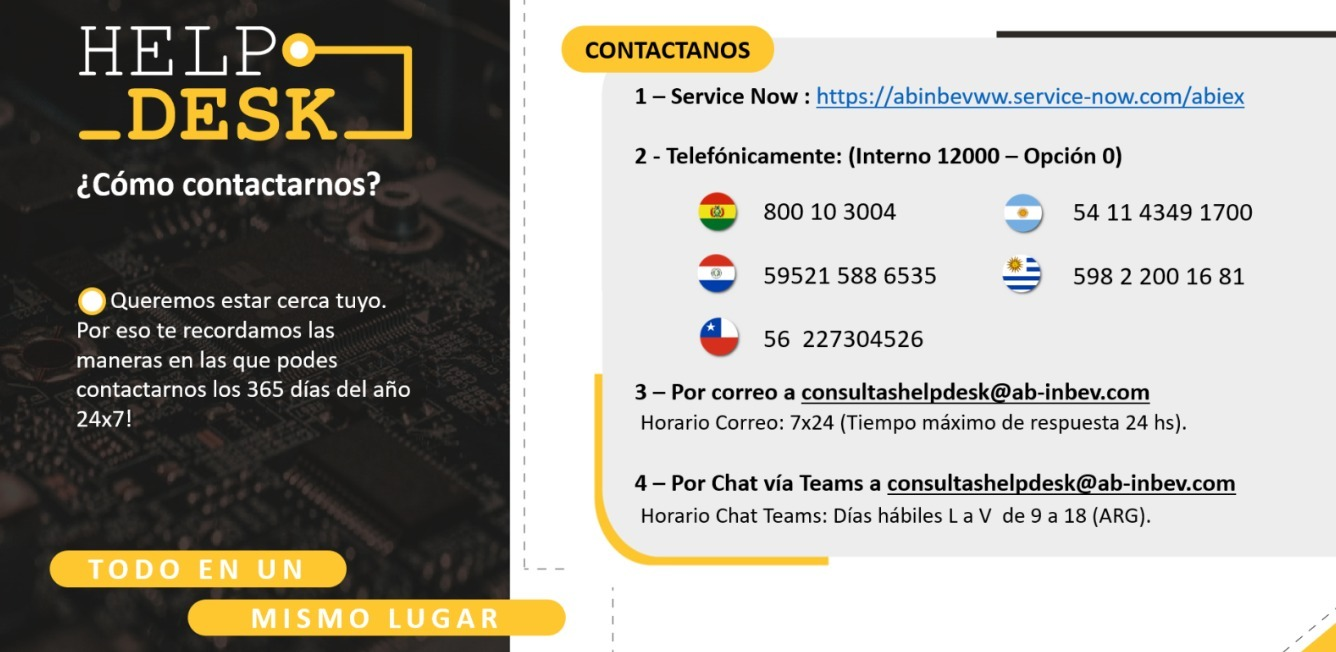 HELP
_DESK_
¿Cómo contactarnos?
Queremos estar cerca tuyo.
Por eso te recordamos las
maneras en las que podes
contactarnos los 365 días del año
24x7!
TODO EN UN
MISMO LUGAR
CONTACTANOS
1 – Service Now : https://abinbevww.service-now.com/abiex
2 - Telefónicamente: (Interno 12000 – Opción 0)
800 10 3004
54 11 4349 1700
59521 588 6535
598 2 200 16 81
56  227304526
3 – Por correo a consultashelpdesk@ab-inbev.com
Horario Correo: 7x24 (Tiempo máximo de respuesta 24 hs).
4 – Por Chat vía Teams a consultashelpdesk@ab-inbev.com
Horario Chat Teams: Días hábiles L a V  de 9 a 18 (ARG).